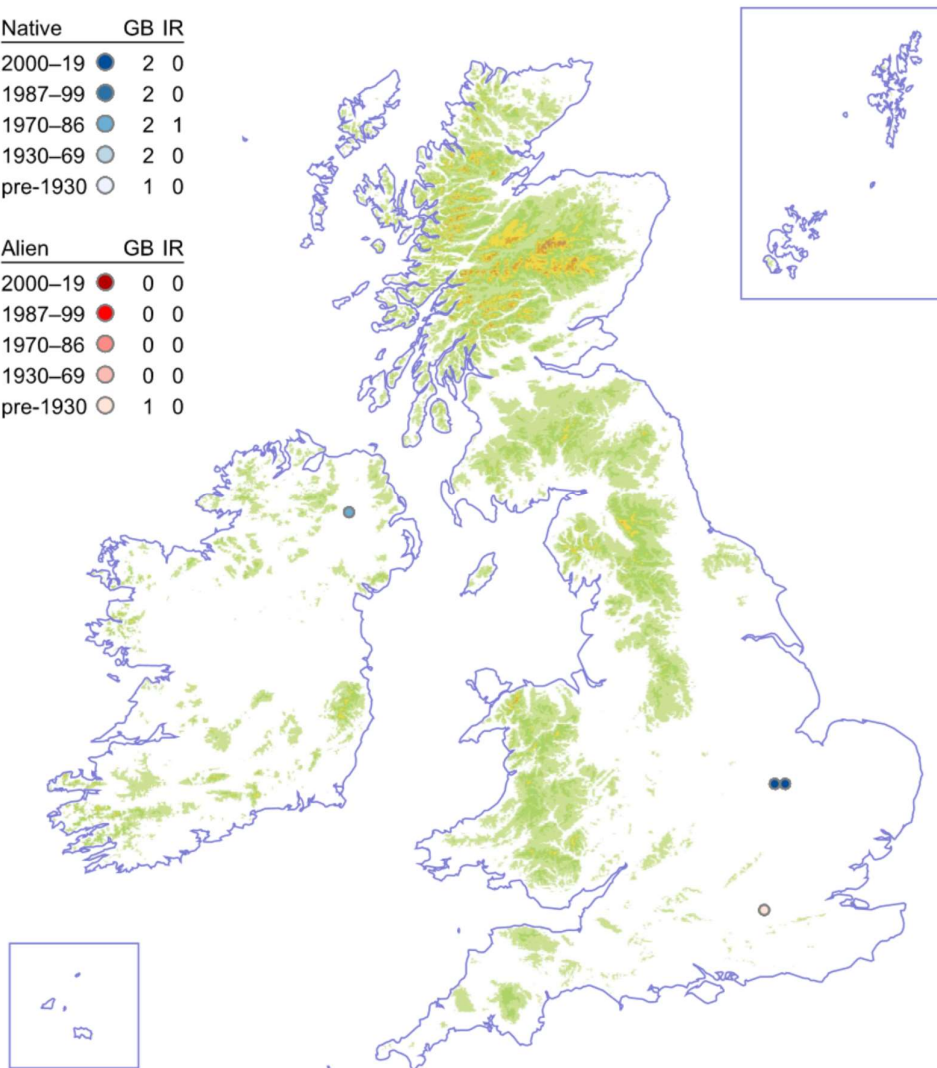 Native GB IR
2000–19 2 0
1987–99 2 0
1970–86 2 1
1930–69 2 0
pre-1930 1 0
Alien GB IR
2000–19 0 0
1987–99 0 0
1970–86 0 0
1930–69 0 0
pre-1930 1 0